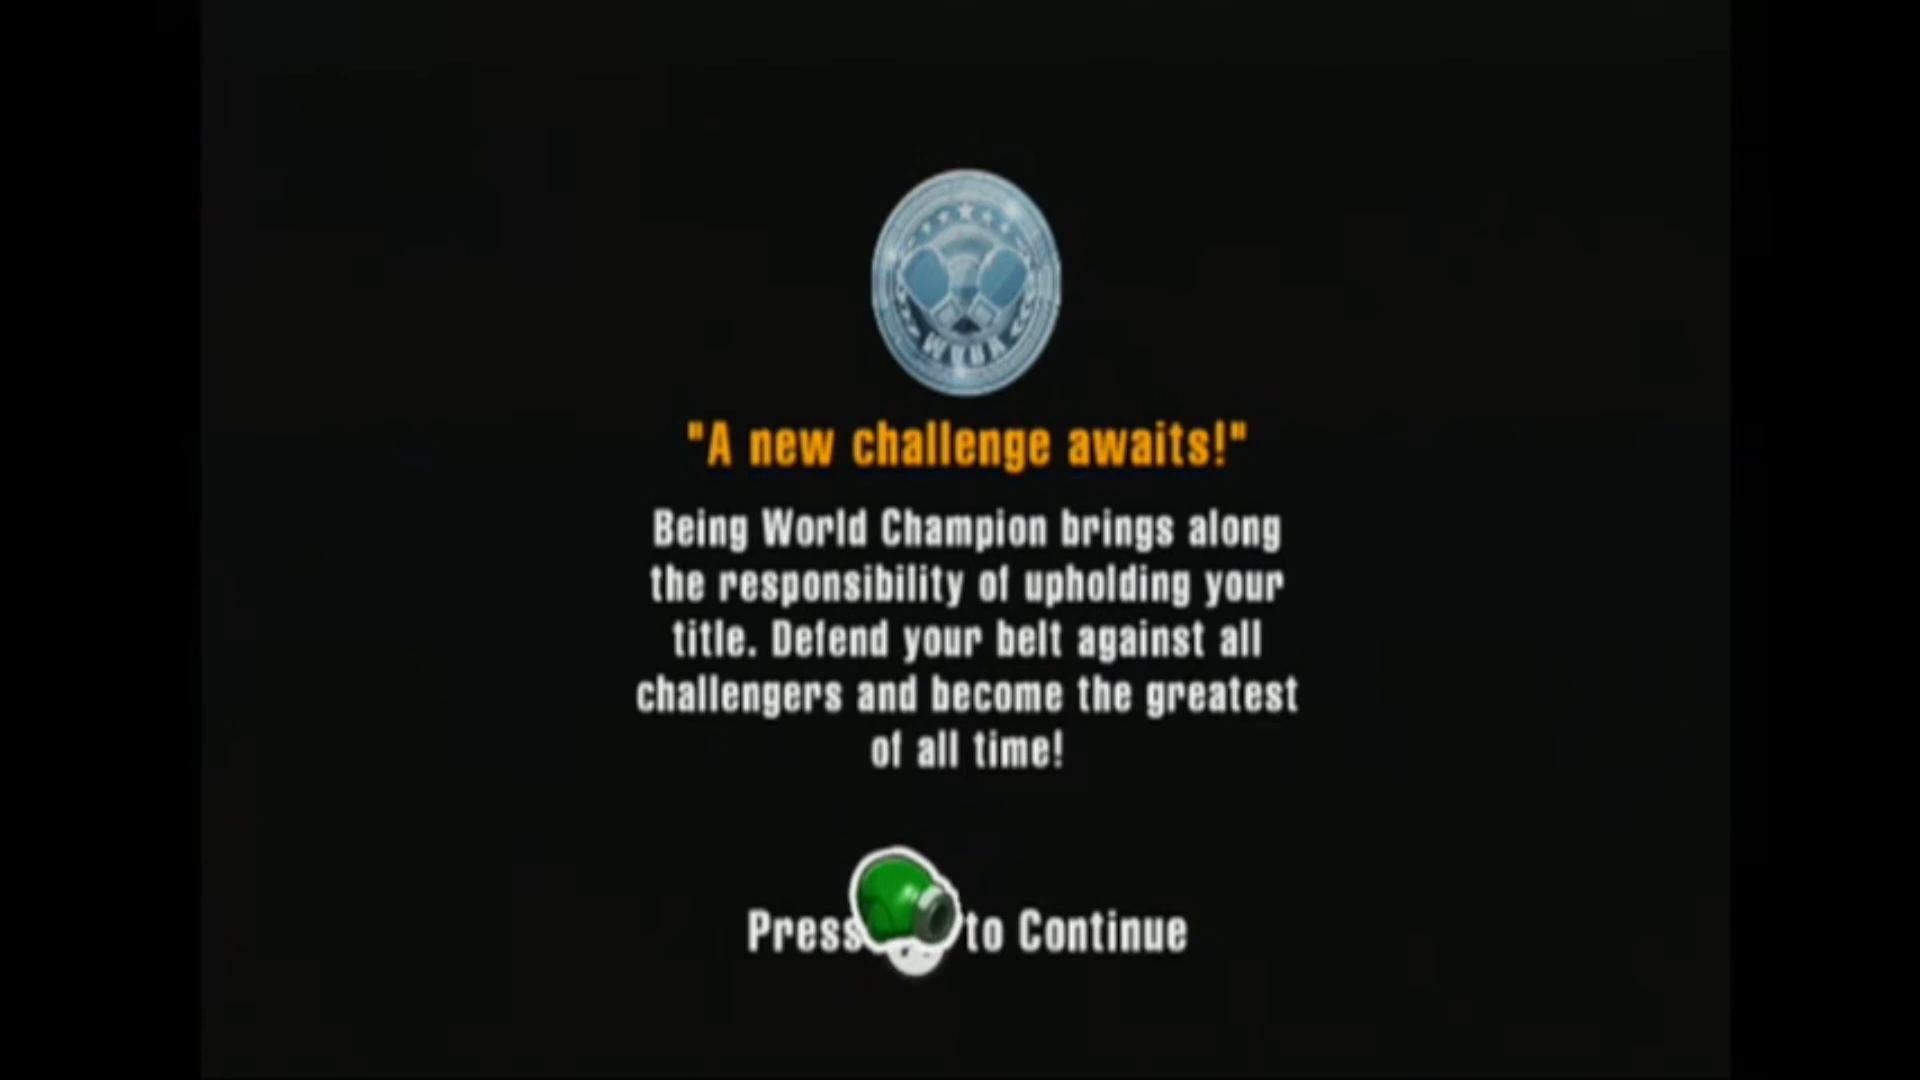 WVBA
"A new challenge awaits!"
Being World Champion brings along
the responsibility of upholding your
title. Defend your belt against all
challengers and become the greatest
of all time!
Press to Continue